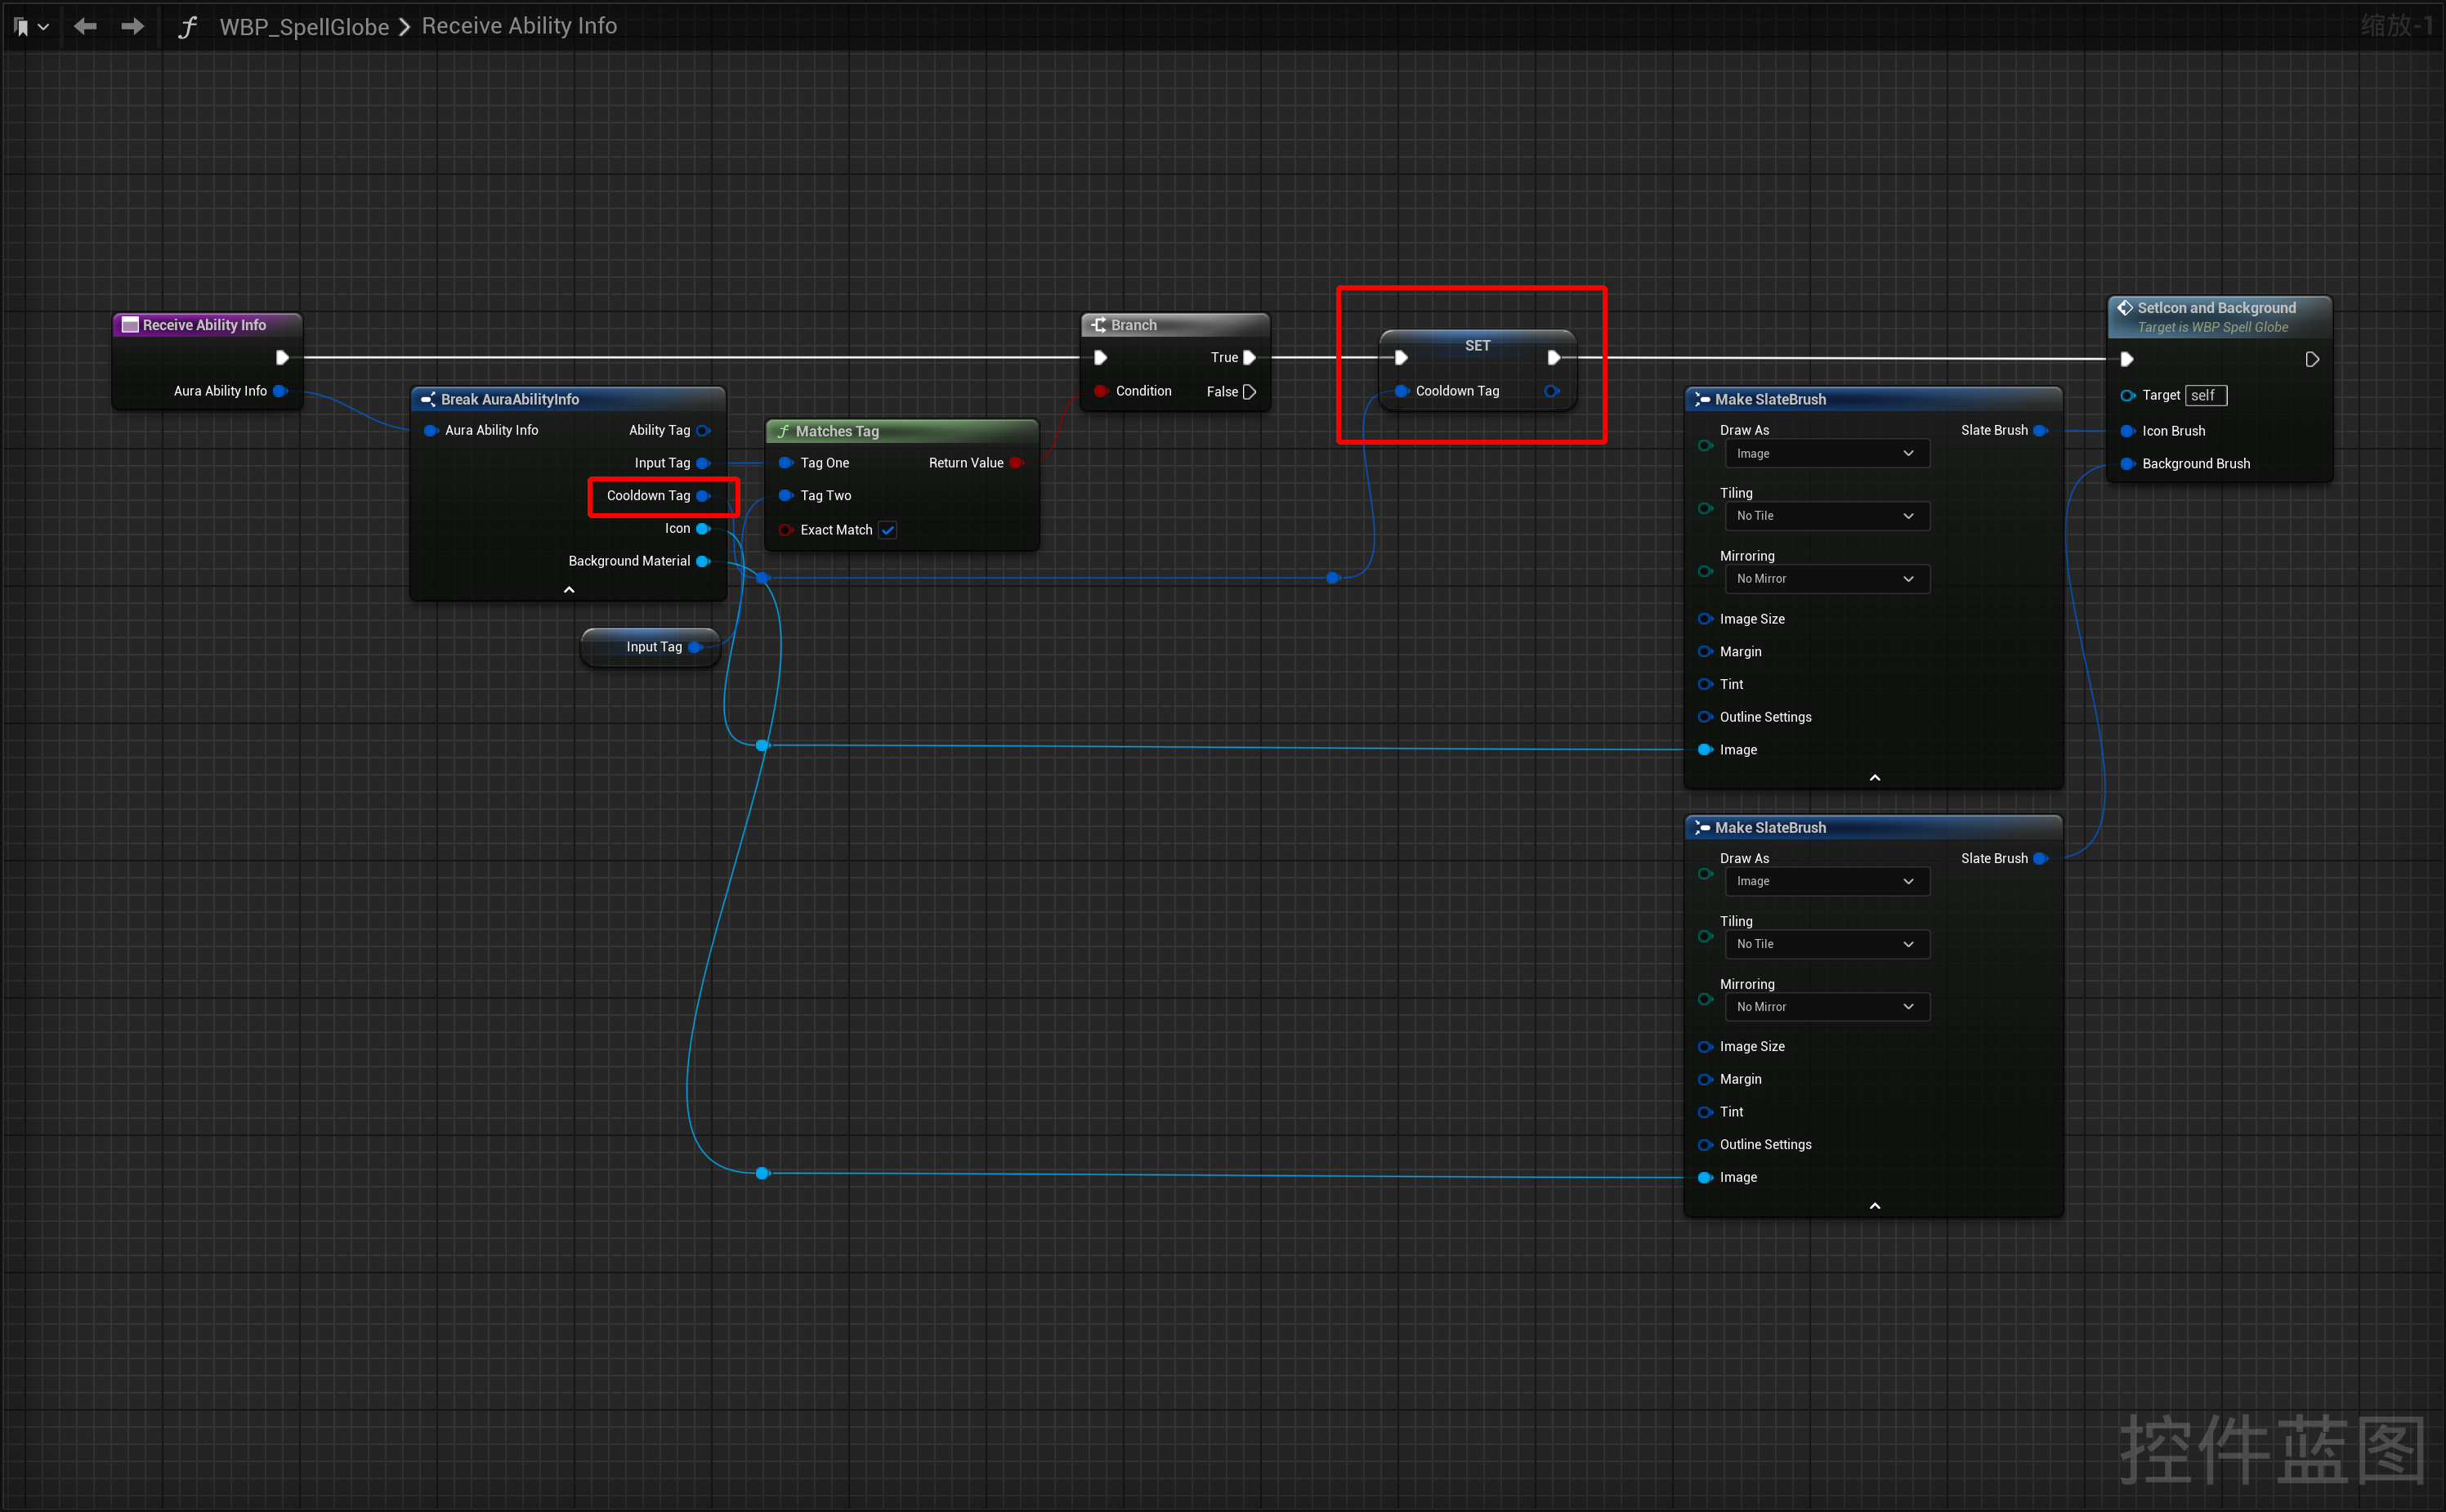 WBP_SpellGlobe > Receive Ability Info
缩放-1
Receive Ability Info
Aura Ability Info
Break AuraAbilityInfo
Aura Ability Info
Ability Tag
Input Tag
Cooldown Tag
Icon
Background Material
Input Tag
Matches Tag
Tag One
Return Value
Tag Two
Exact Match
Branch
True
Condition
False
SET
Cooldown Tag
Make SlateBrush
Draw As
Slate Brush
Image
Tiling
No Tile
Mirroring
No Mirror
Image Size
Margin
Tint
Outline Settings
Image
Make SlateBrush
Draw As
Slate Brush
Image
Tiling
No Tile
Mirroring
No Mirror
Image Size
Margin
Tint
Outline Settings
Image
SetIcon and Background
Target is WBP Spell Globe
Target self
Icon Brush
Background Brush
控件蓝图